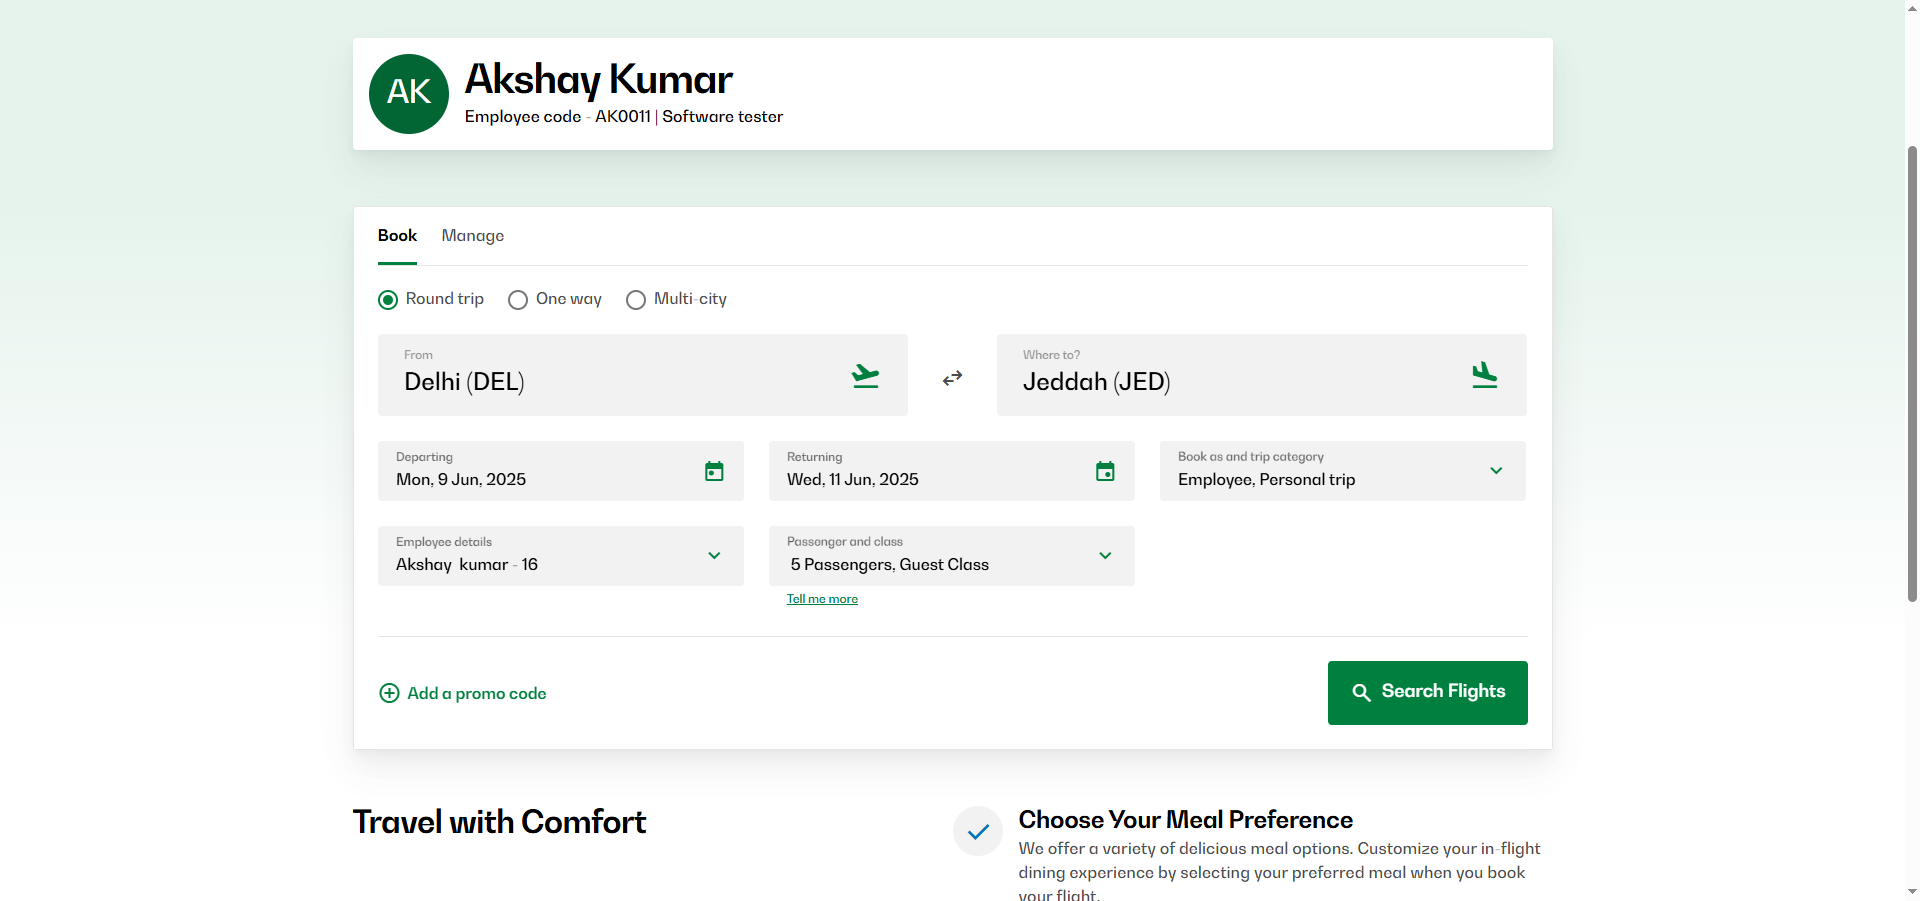 AK
Akshay Kumar
Employee code - AK0011 | Software tester
Book
Manage
Round trip
One way
Multi-city
From
Delhi (DEL)
Where to?
Jeddah (JED)
Departing
Mon, 9 Jun, 2025
Returning
Wed, 11 Jun, 2025
Book as and trip category
Employee, Personal trip
Employee details
Akshay kumar - 16
Passenger and class
5 Passengers, Guest Class
Tell me more
Add a promo code
Search Flights
Travel with Comfort
Choose Your Meal Preference
We offer a variety of delicious meal options. Customize your in-flight
dining experience by selecting your preferred meal when you book
your flight.